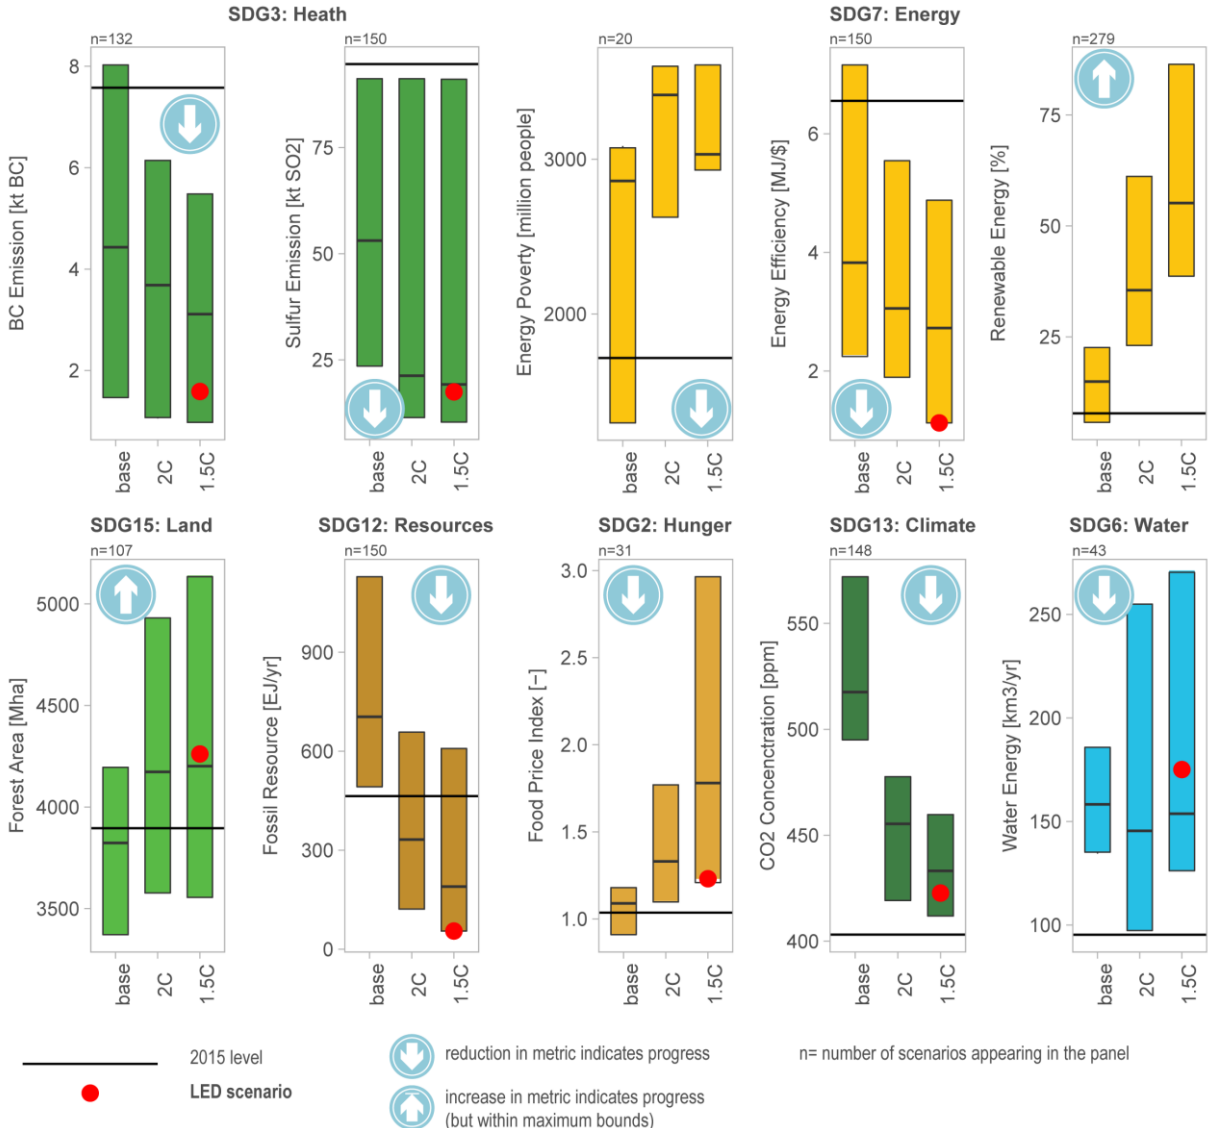 SDG3: Heath
SDG7: Energy
n=132
n=150
n=20
n=150
n=279
BC Emission [kt BC]
8
6
4
2
base
2C
1.5C
Sulfur Emission [kt SO2]
75
50
25
base
2C
1.5C
Energy Poverty [million people]
3000
2000
base
2C
1.5C
Energy Efficiency [MJ/$]
6
4
2
base
2C
1.5C
Renewable Energy [%]
75
50
25
base
2C
1.5C
SDG15: Land
SDG12: Resources
SDG2: Hunger
SDG13: Climate
SDG6: Water
n=107
n=150
n=31
n=148
n=43
Forest Area [Mha]
5000
4500
4000
3500
base
2C
1.5C
Fossil Resource [EJ/yr]
900
600
300
0
base
2C
1.5C
Food Price Index [−]
3.0
2.5
2.0
1.5
1.0
base
2C
1.5C
CO2 Concenctration [ppm]
550
500
450
400
base
2C
1.5C
Water Energy [km3/yr]
250
200
150
100
base
2C
1.5C
2015 level
LED scenario
reduction in metric indicates progress
increase in metric indicates progress
(but within maximum bounds)
n= number of scenarios appearing in the panel